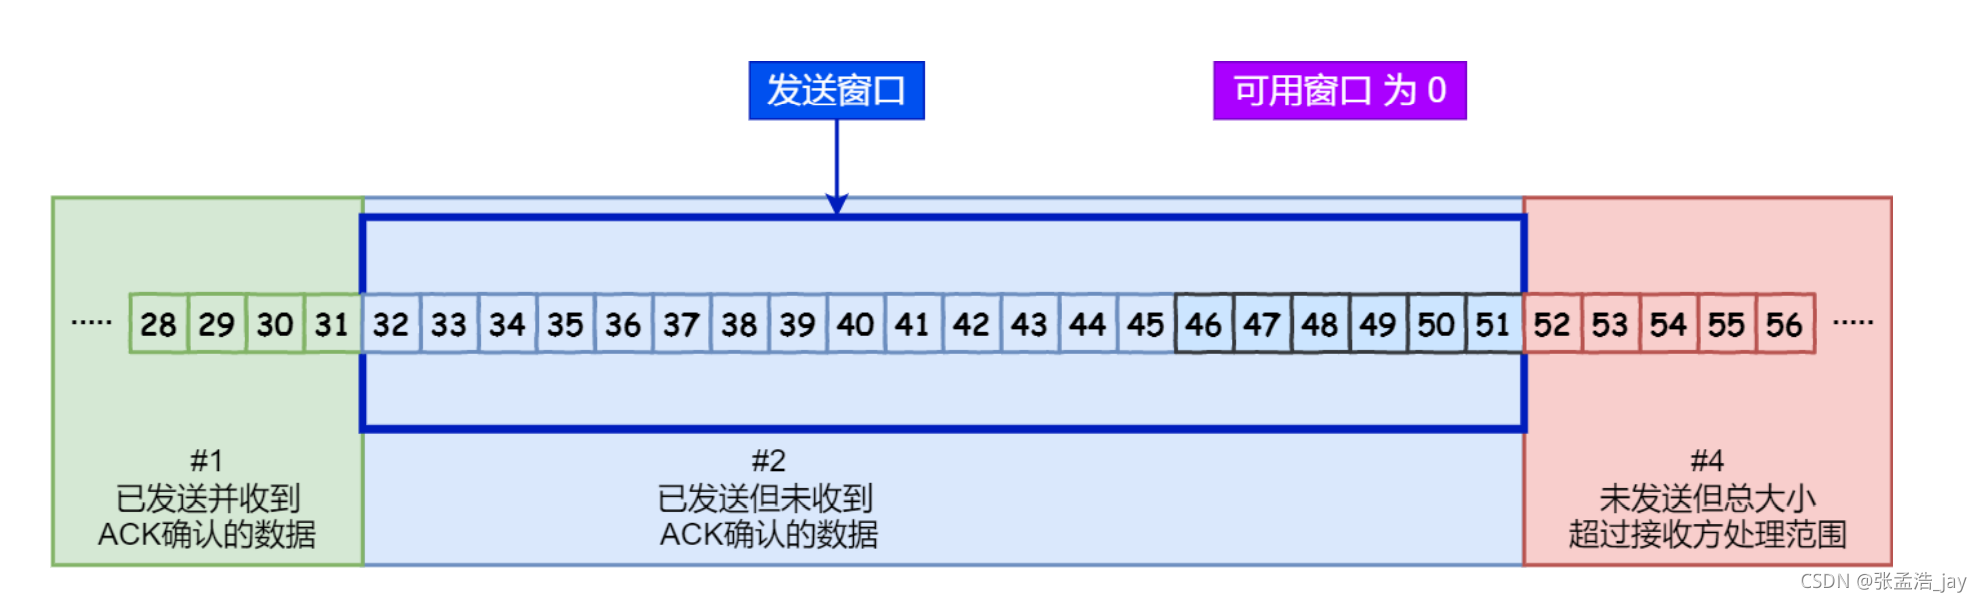 发送窗口
可用窗口 为 0
..... 28 29 30 31 32 33 34 35 36 37 38 39 40 41 42 43 44 45 46 47 48 49 50 51 52 53 54 55 56 .....
#1
已发送并收到
ACK确认的数据
#2
已发送但未收到
ACK确认的数据
#4
未发送但总大小
超过接收方处理范围
CSDN @张孟浩_jay